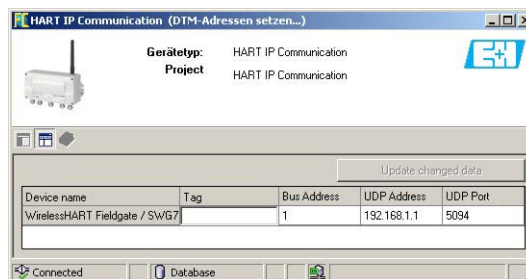 HART IP Communication (DTM-Adressen setzen...)
Gerätetyp: HART IP Communication
Project HART IP Communication
E+H
Update changed data
Device name Tag Bus Address UDP Address UDP Port
WirelessHART Fieldgate / SWG7 1 192.168.1.1 5094
Connected Database